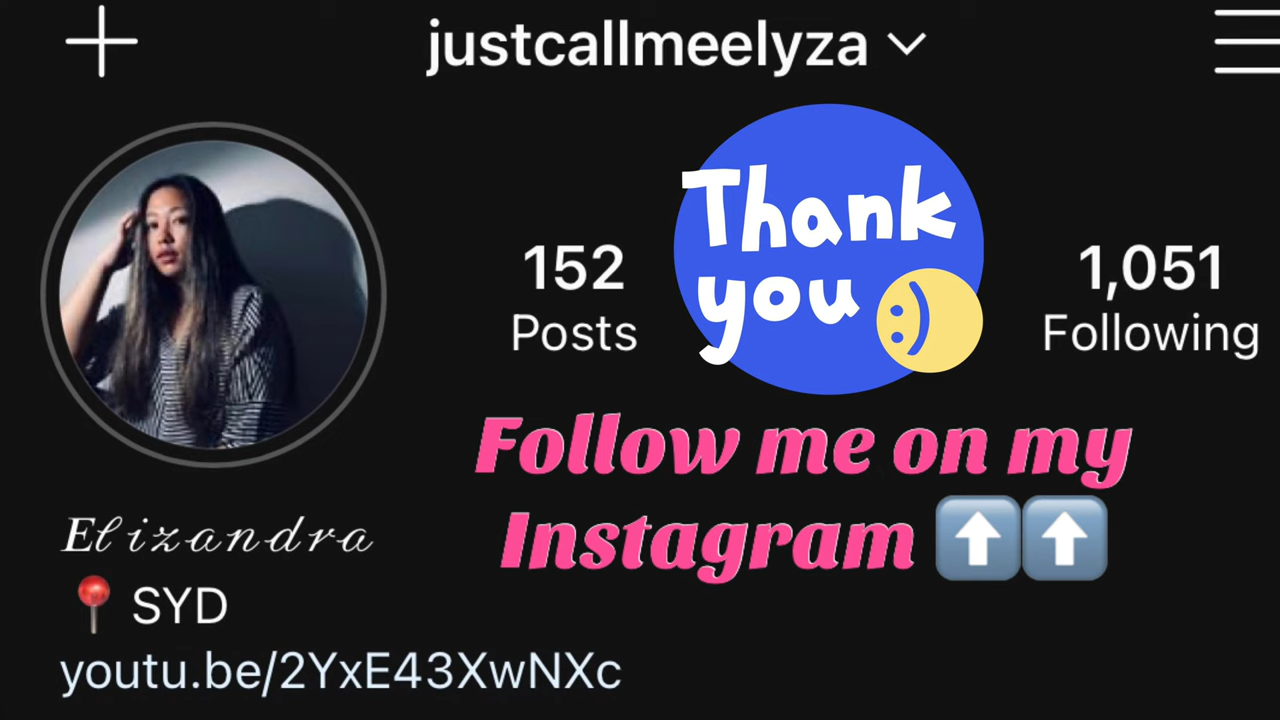 justcallmeelyza
Thank
you
:)
152
Posts
1,051
Following
Follow me on my
Instagram ⬆️⬆️
Elizandra
📍 SYD
youtu.be/2YxE43XwNXc